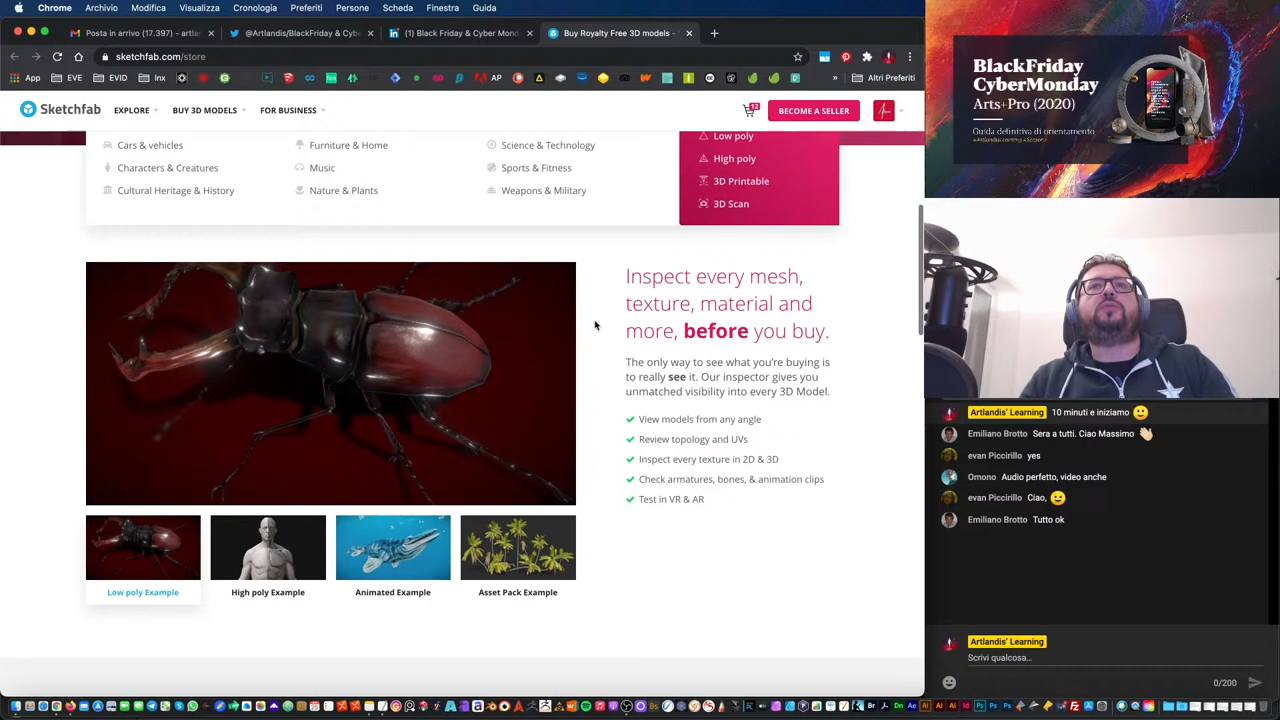 Chrome Archivio Modifica Visualizza Cronologia Preferiti Persone Scheda Finestra Guida
Posta in arrivo (17.397) - artlan
@Artlandis/BlackFriday & Cyb
(1) Black Friday & Cyber Mond
Buy Royalty Free 3D models - S
sketchfab.com/store
App EVE EVID Inc
Altri Preferiti
Sketchfab EXPLORE BUY 3D MODELS FOR BUSINESS
12
BECOME A SELLER
Cars & vehicles
Furniture & Home
Science & Technology
Characters & Creatures
Music
Sports & Fitness
Cultural Heritage & History
Nature & Plants
Weapons & Military
Low poly
High poly
3D Printable
3D Scan
Inspect every mesh,
texture, material and
more, before you buy.
The only way to see what you're buying is
to really see it. Our inspector gives you
unmatched visibility into every 3D Model.
View models from any angle
Review topology and UVs
Inspect every texture in 2D & 3D
Check armatures, bones, & animation clips
Test in VR & AR
Low poly Example
High poly Example
Animated Example
Asset Pack Example
BlackFriday
CyberMonday
Arts+Pro (2020)
Guida definitiva di orientamento
Artlandis' Learning 10 minuti e iniziamo
Emiliano Brotto Sera a tutti. Ciao Massimo
evan Piccirillo yes
Omono Audio perfetto, video anche
evan Piccirillo Ciao,
Emiliano Brotto Tutto ok
Artlandis' Learning
Scrivi qualcosa...
0/200